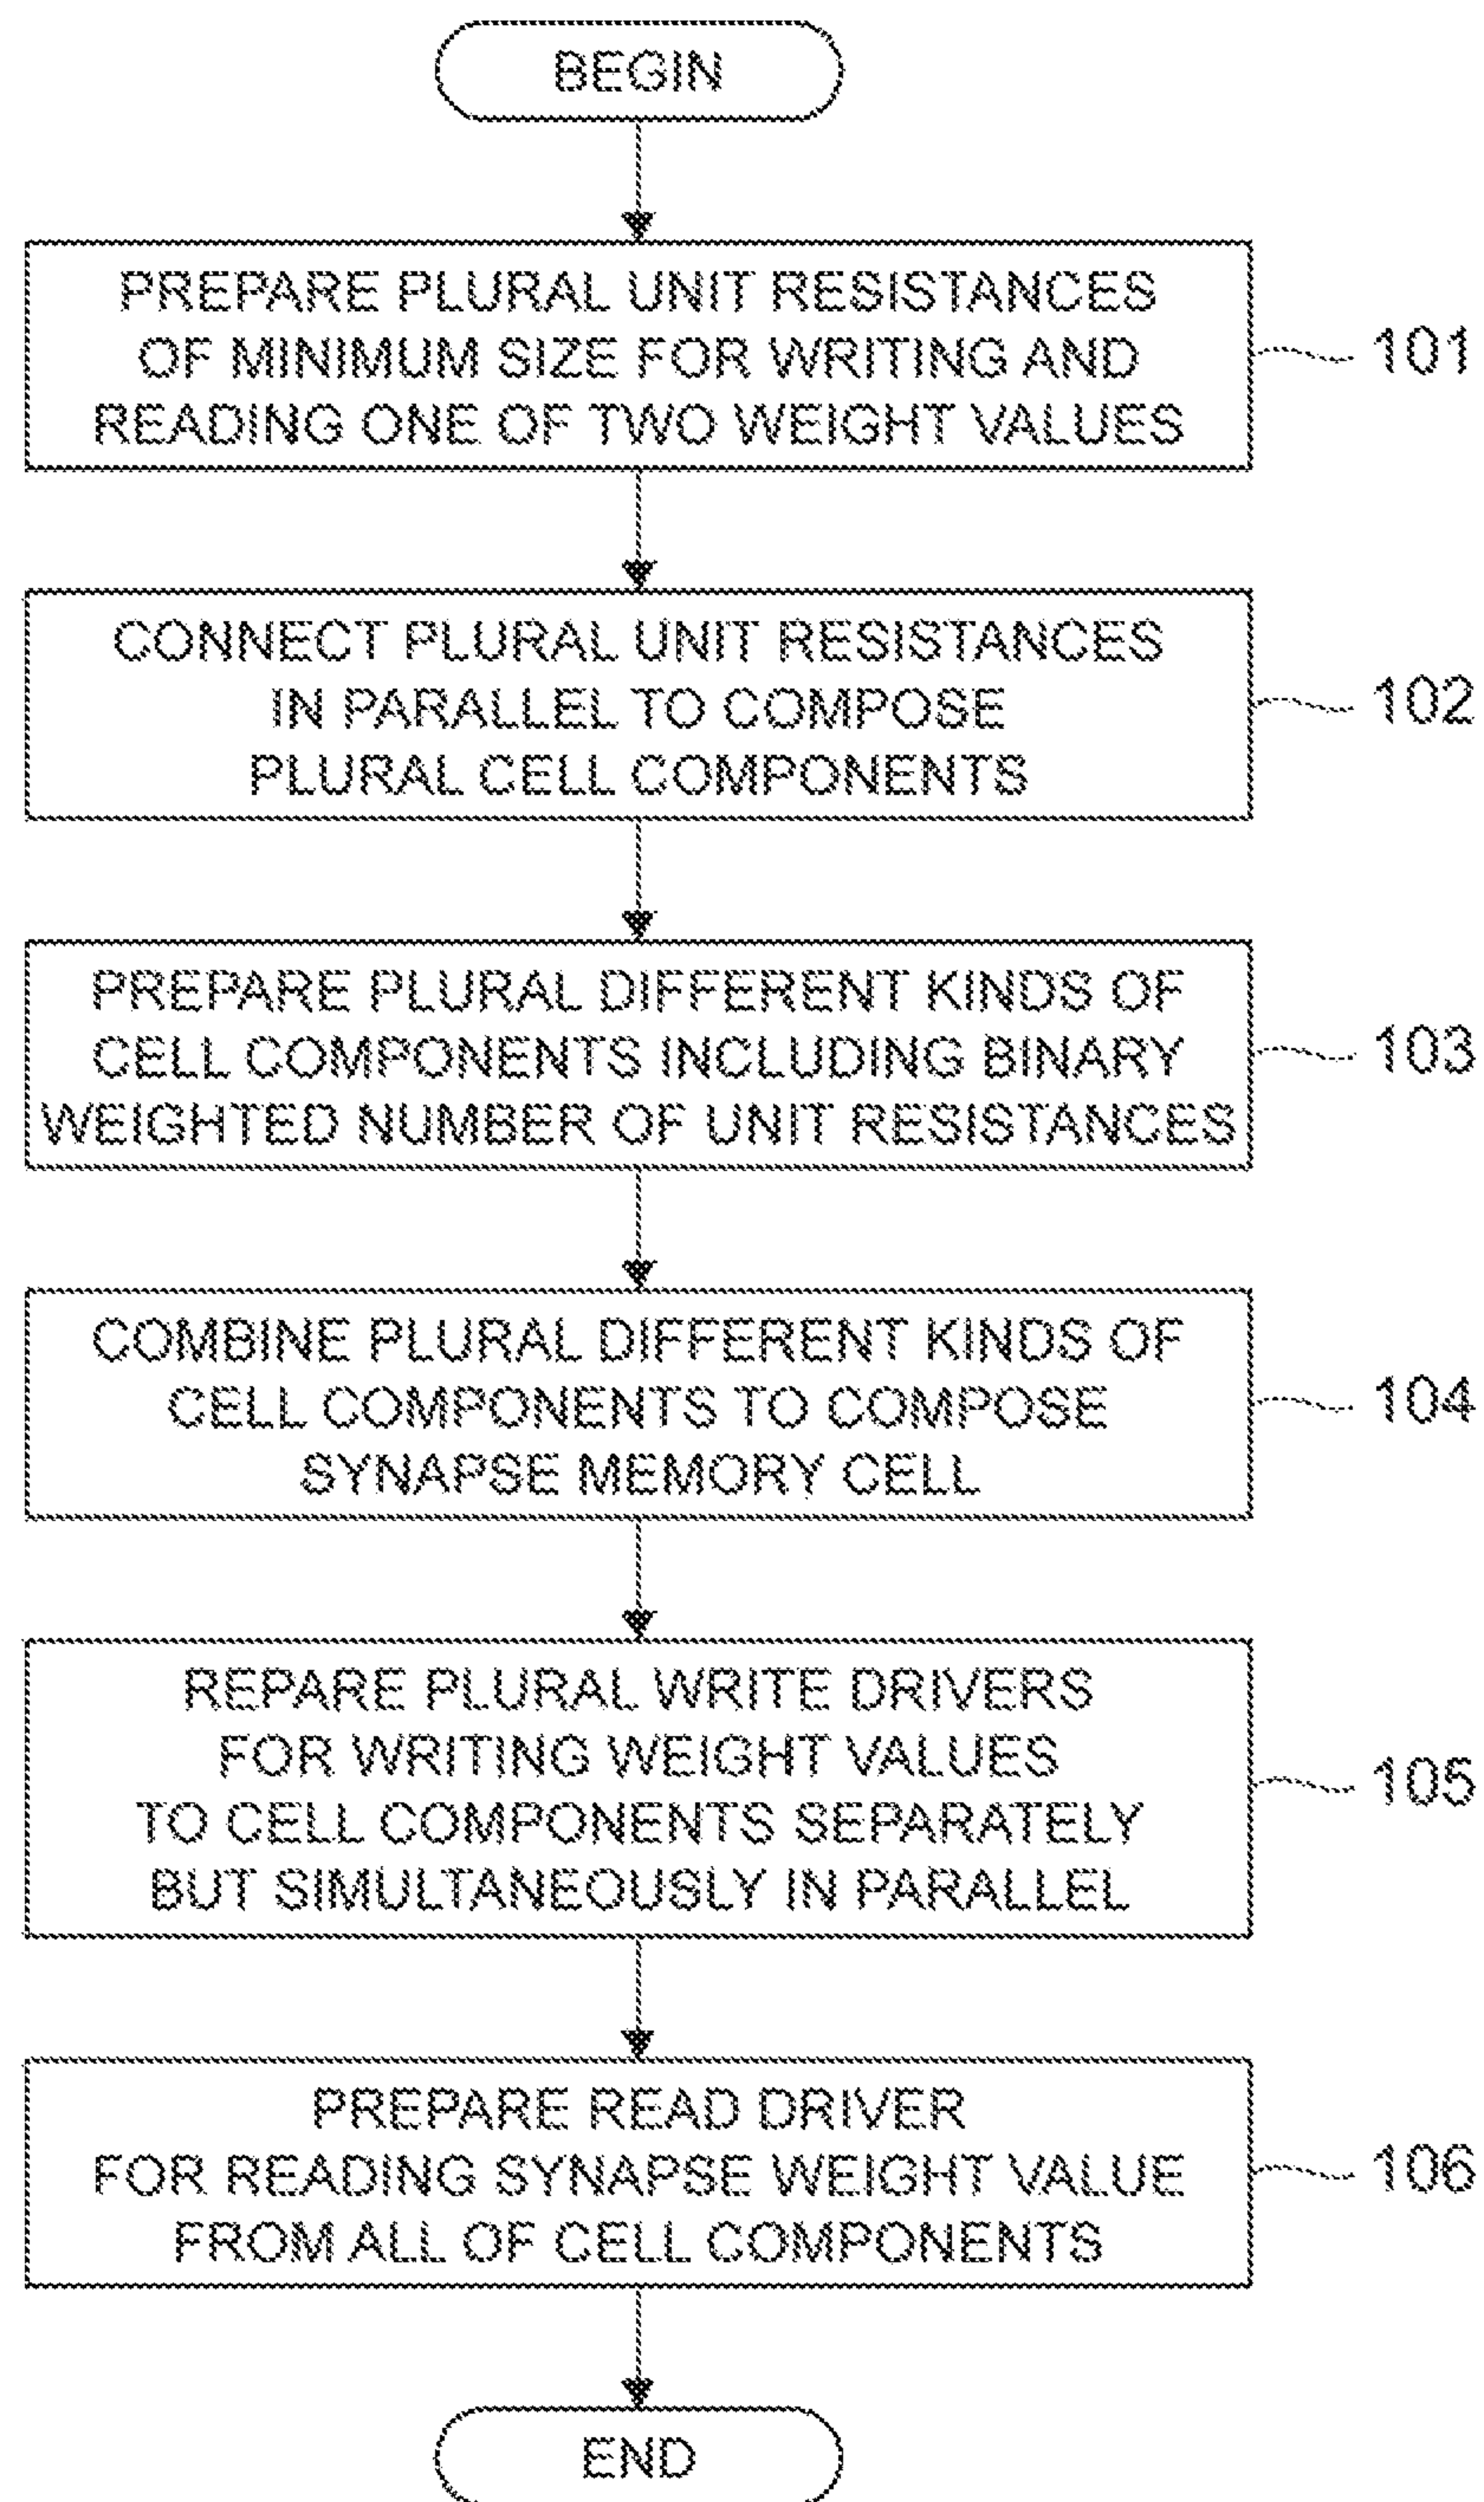 BEGIN
PREPARE PLURAL UNIT RESISTANCES
OF MINIMUM SIZE FOR WRITING AND
READING ONE OF TWO WEIGHT VALUES
101
CONNECT PLURAL UNIT RESISTANCES
IN PARALLEL TO COMPOSE
PLURAL CELL COMPONENTS
102
PREPARE PLURAL DIFFERENT KINDS OF
CELL COMPONENTS INCLUDING BINARY
WEIGHTED NUMBER OF UNIT RESISTANCES
103
COMBINE PLURAL DIFFERENT KINDS OF
CELL COMPONENTS TO COMPOSE
SYNAPSE MEMORY CELL
104
REPARE PLURAL WRITE DRIVERS
FOR WRITING WEIGHT VALUES
TO CELL COMPONENTS SEPARATELY
BUT SIMULTANEOUSLY IN PARALLEL
105
PREPARE READ DRIVER
FOR READING SYNAPSE WEIGHT VALUE
FROM ALL OF CELL COMPONENTS
106
END